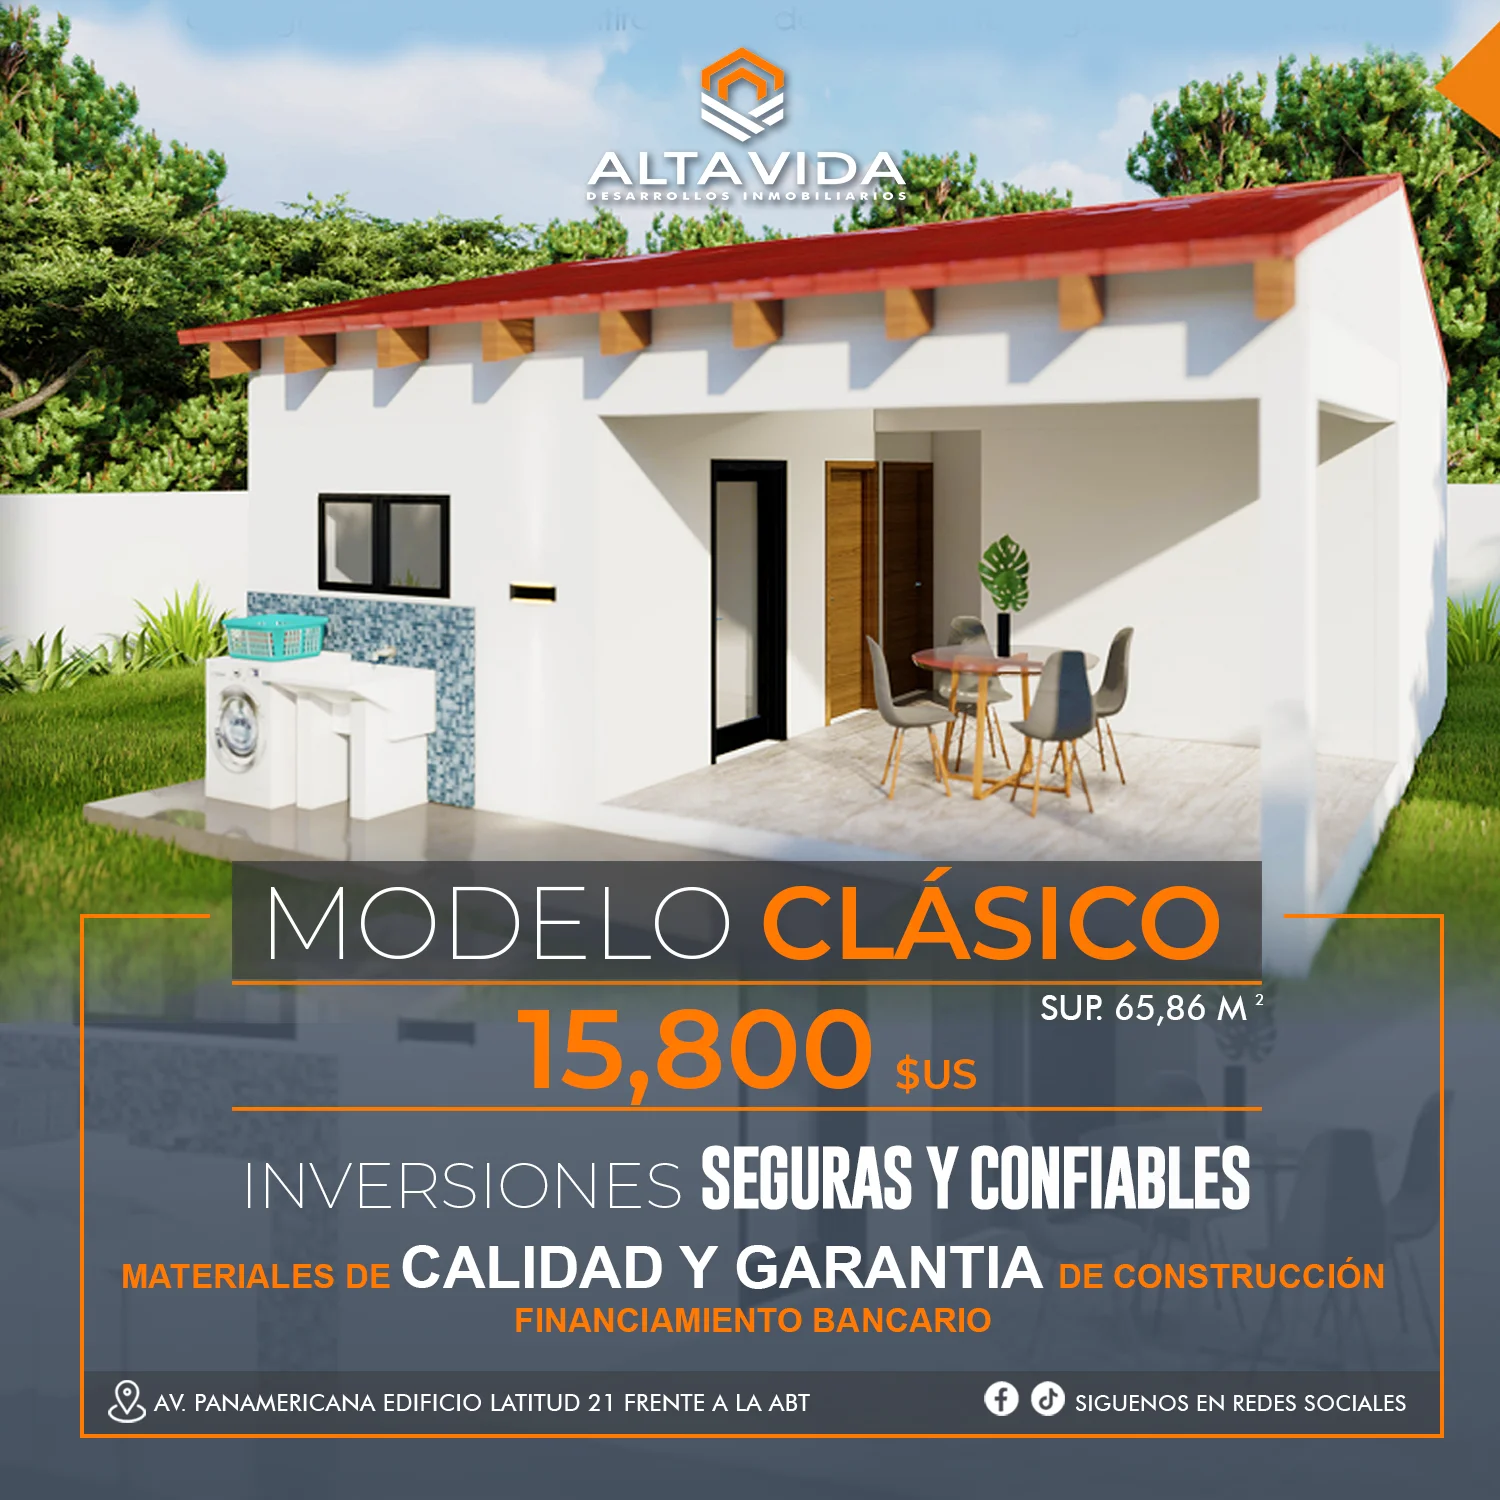 ALTAVIDA
DESARROLLOS INMOBILIARIOS
MODELO CLÁSICO
SUP. 65,86 M²
15,800 $US
INVERSIONES SEGURAS Y CONFIABLES
MATERIALES DE CALIDAD Y GARANTIA DE CONSTRUCCIÓN
FINANCIAMIENTO BANCARIO
AV. PANAMERICANA EDIFICIO LATITUD 21 FRENTE A LA ABT
SIGUENOS EN REDES SOCIALES